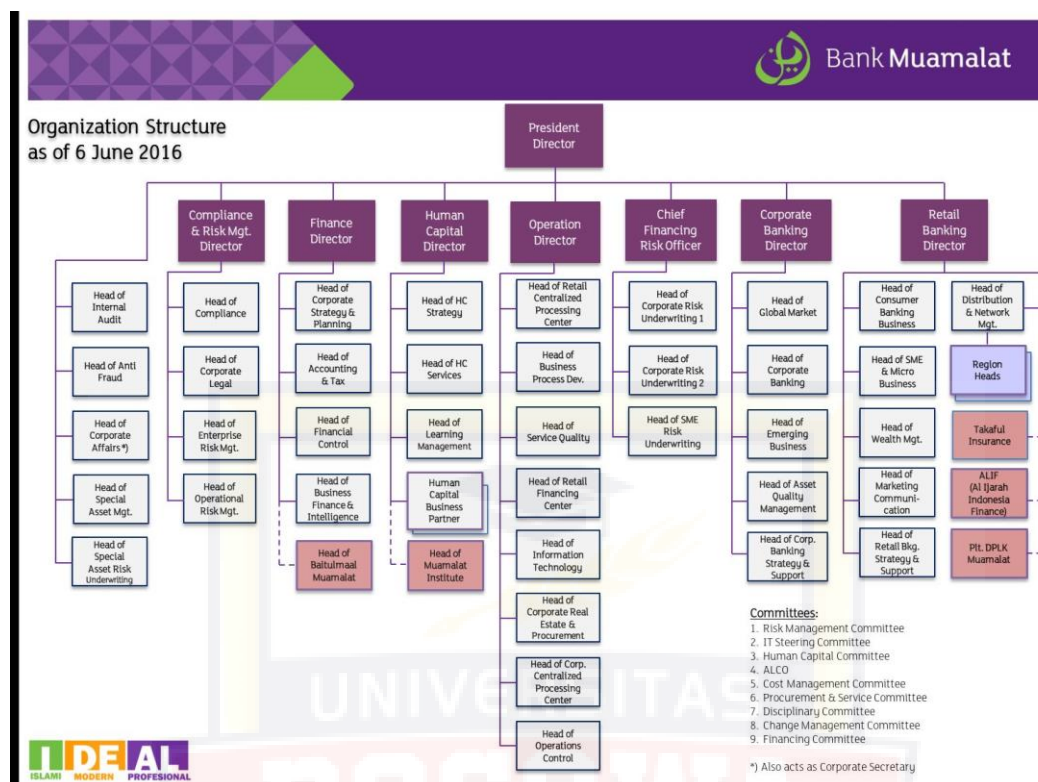 Bank Muamalat
Organization Structure
as of 6 June 2016
President
Director
Compliance
& Risk Mgt.
Director
Finance
Director
Human
Capital
Director
Operation
Director
Chief
Financing
Risk Officer
Corporate
Banking
Director
Retail
Banking
Director
Head of
Internal
Audit
Head of Anti
Fraud
Head of
Corporate
Affairs*)
Head of
Special
Asset Mgt.
Head of
Special
Asset Risk
Underwriting
Head of
Compliance
Head of
Corporate
Legal
Head of
Enterprise
Risk Mgt.
Head of
Operational
Risk Mgt.
Head of
Corporate
Strategy &
Planning
Head of
Accounting
& Tax
Head of
Financial
Control
Head of
Business
Finance &
Intelligence
Head of
Baitulmaal
Muamalat
Head of HC
Strategy
Head of HC
Services
Head of
Learning
Management
Human
Capital
Business
Partner
Head of
Muamalat
Institute
Head of Retail
Centralized
Processing
Center
Head of
Business
Process Dev.
Head of
Service Quality
Head of Retail
Financing
Center
Head of
Information
Technology
Head of
Corporate Real
Estate &
Procurement
Head of Corp.
Centralized
Processing
Center
Head of
Operations
Control
Head of
Corporate Risk
Underwriting 1
Head of
Corporate Risk
Underwriting 2
Head of SME
Risk
Underwriting
Head of
Global Market
Head of
Corporate
Banking
Head of
Emerging
Business
Head of Asset
Quality
Management
Head of Corp.
Banking
Strategy &
Support
Head of
Consumer
Banking
Business
Head of SME
& Micro
Business
Head of
Wealth Mgt.
Head of
Marketing
Communi-
cation
Head of
Retail Bkg.
Strategy &
Support
Head of
Distribution
& Network
Mgt.
Region
Heads
Takaful
Insurance
ALIF
(Al Ijarah
Indonesia
Finance)
Plt. DPLK
Muamalat
Committees:
1. Risk Management Committee
2. IT Steering Committee
3. Human Capital Committee
4. ALCO
5. Cost Management Committee
6. Procurement & Service Committee
7. Disciplinary Committee
8. Change Management Committee
9. Financing Committee
*) Also acts as Corporate Secretary
UNIVERSITAS
IDEAL
ISLAMI MODERN PROFESIONAL